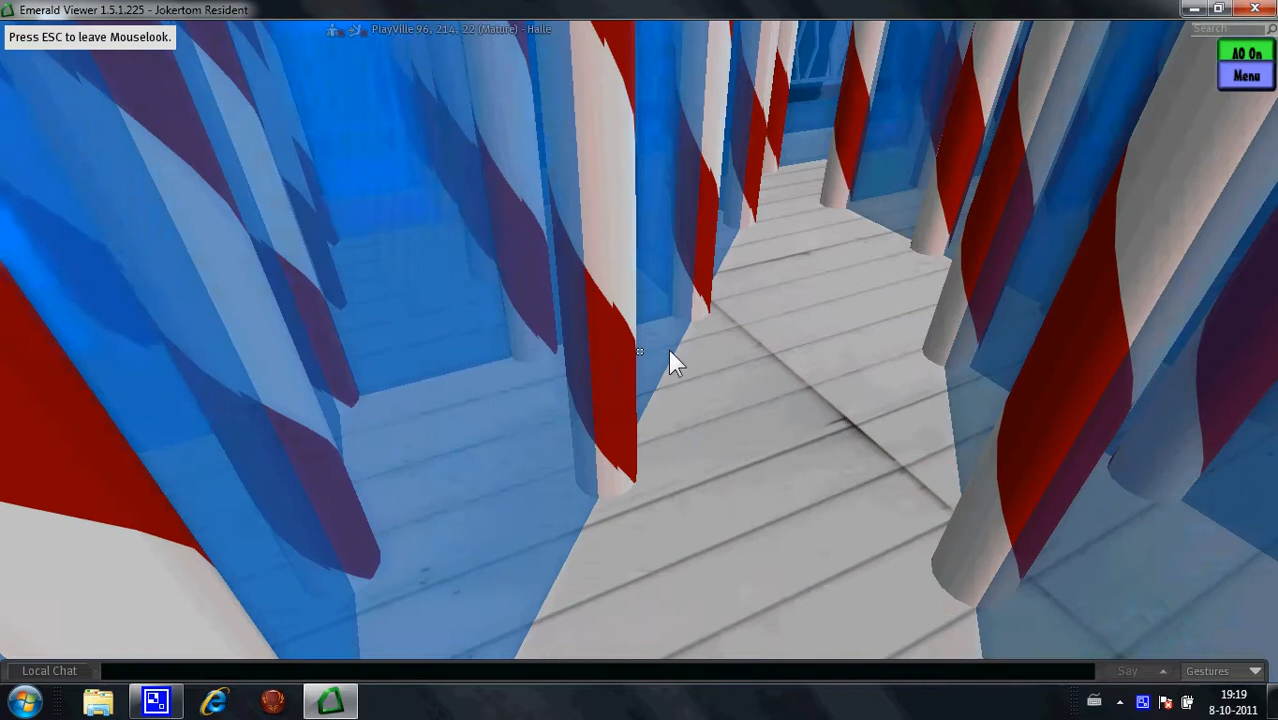 Emerald Viewer 1.5.1.225 - Jokertom Resident
Press ESC to leave Mouselook.
PlayVille 96, 214, 22 (Mature) - Halle
Search
AO On
Menu
Local Chat
Say
Gestures
19:19
8-10-2011